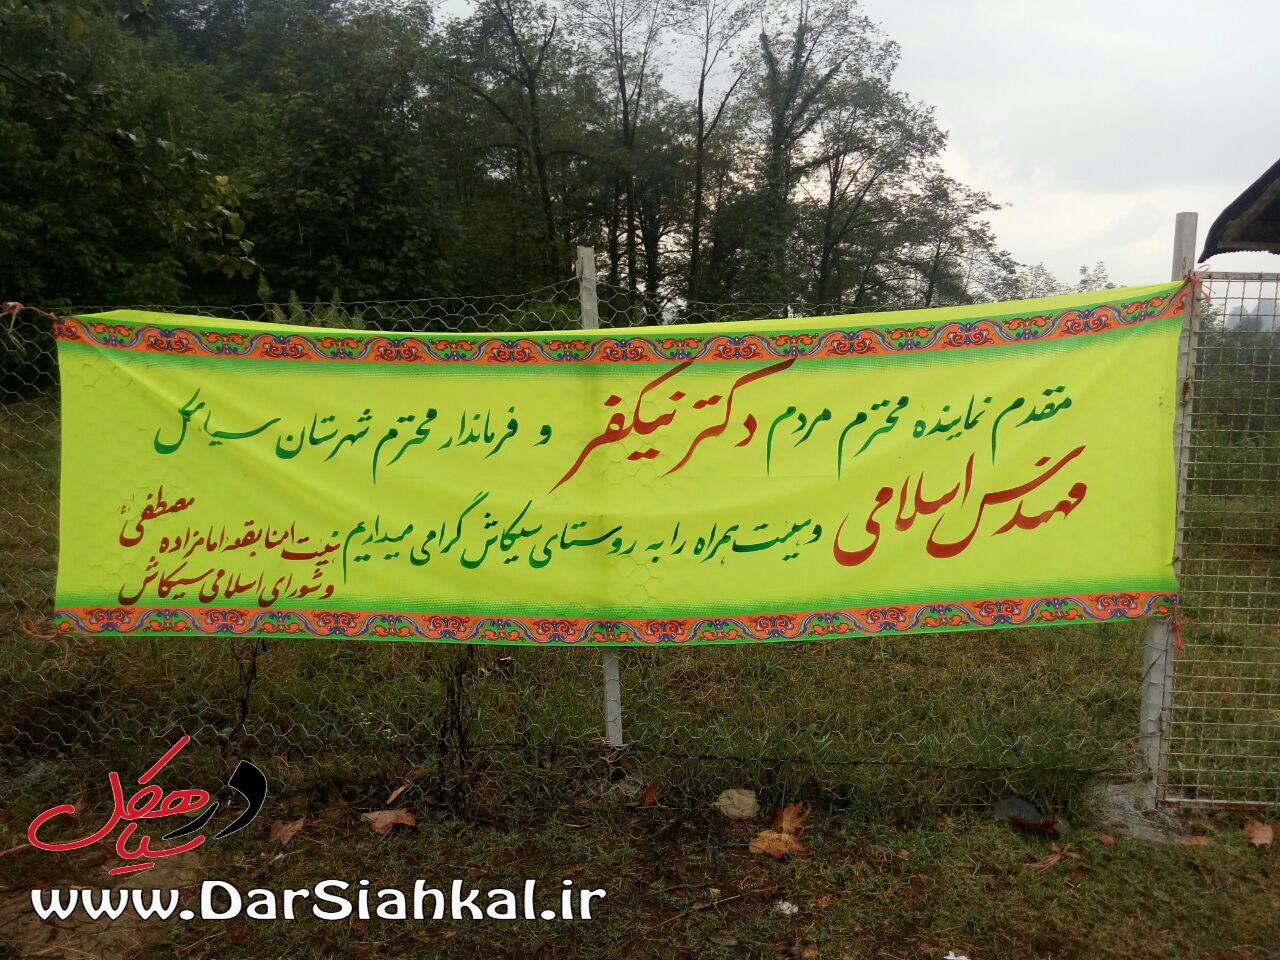 مقدم نماینده محترم مردم دکتر نیکفر و فرماندار محترم شهرستان سیاهکل
مهندس اسلامی وهیئت همراه را به روستای سیکاش گرامی میداریم
هیئت امنا بقعه امامزاده مصطفی
و شورای اسلامی سیکاش
در سیاهکل
www.DarSiahkal.ir